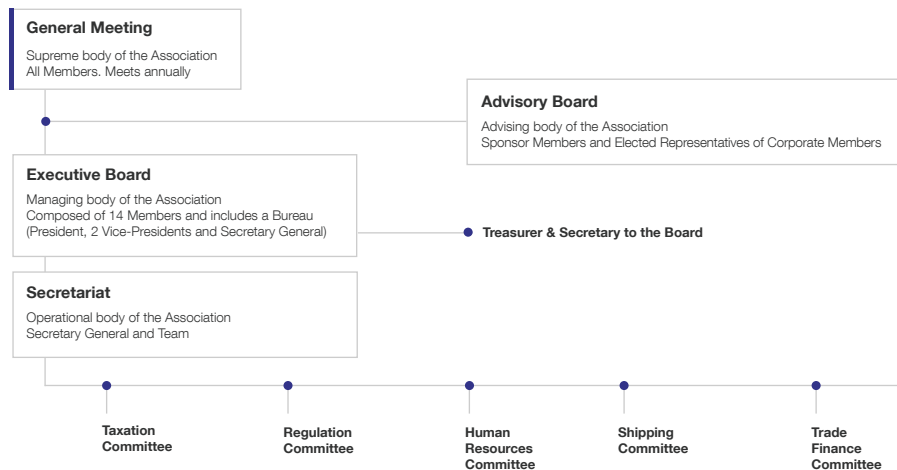 General Meeting
Supreme body of the Association
All Members. Meets annually
Advisory Board
Advising body of the Association
Sponsor Members and Elected Representatives of Corporate Members
Executive Board
Managing body of the Association
Composed of 14 Members and includes a Bureau
(President, 2 Vice-Presidents and Secretary General)
Treasurer & Secretary to the Board
Secretariat
Operational body of the Association
Secretary General and Team
Taxation
Committee
Regulation
Committee
Human
Resources
Committee
Shipping
Committee
Trade
Finance
Committee